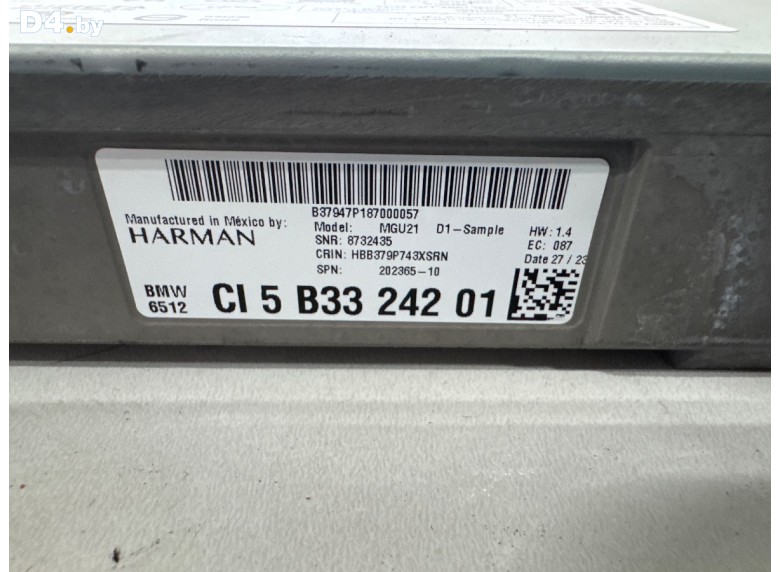 D4.by
B37947P187000057
Manufactured in México by:
HARMAN
Model: MGU21 D1-Sample
SNR: 8732435
CRIN: HBB379P743XSRN
SPN: 202365-10
HW: 1.4
EC: 087
Date 27 / 23
BMW
6512
CI 5 B33 242 01